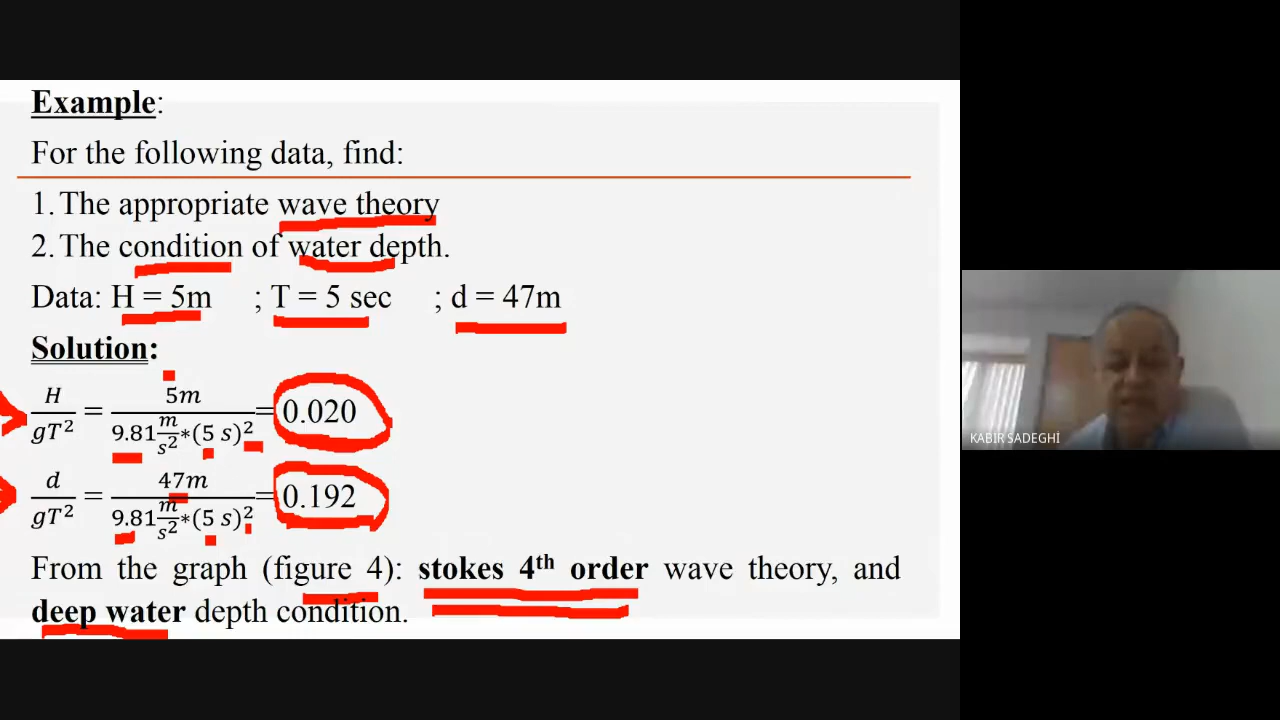 Example:
For the following data, find:
1. The appropriate wave theory
2. The condition of water depth.
Data: H = 5m ; T = 5 sec ; d = 47m
Solution:
H/gT² = 5m/(9.81 m/s² * (5 s)²) = 0.020
d/gT² = 47m/(9.81 m/s² * (5 s)²) = 0.192
From the graph (figure 4): stokes 4th order wave theory, and
deep water depth condition.
KABIR SADEGHİ